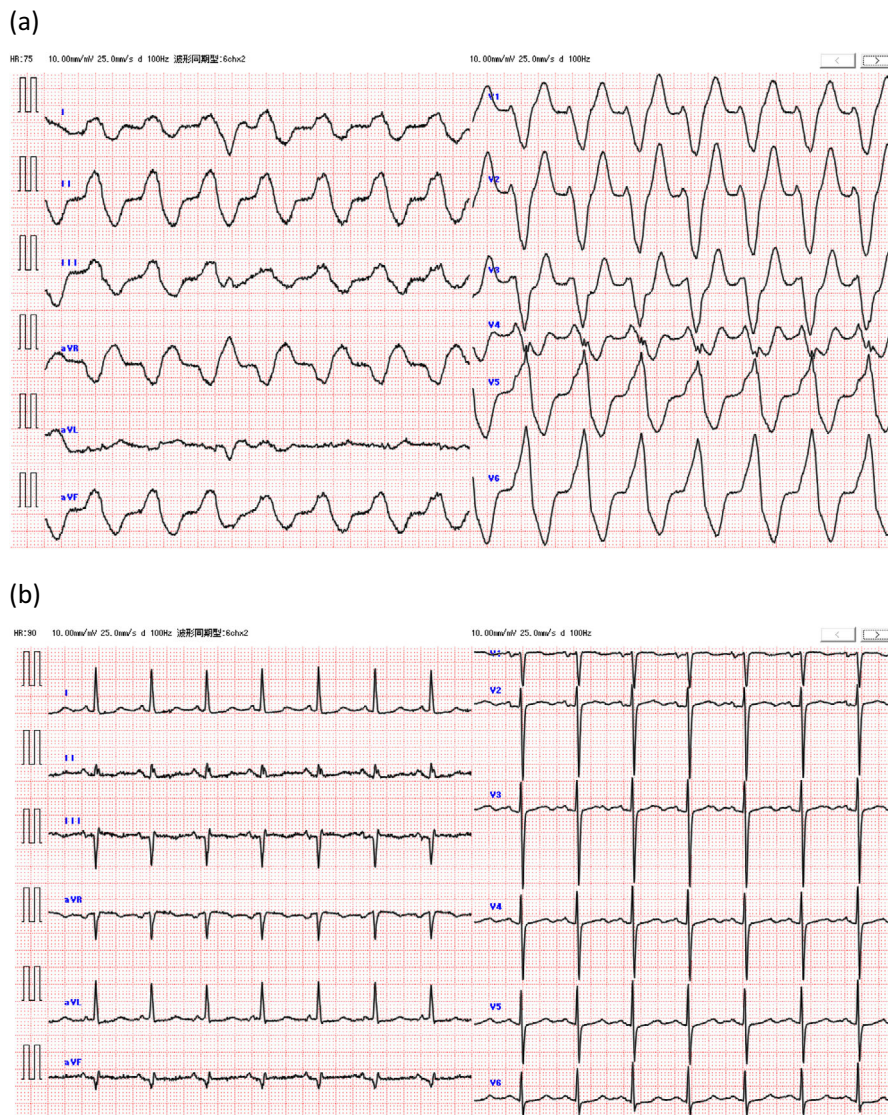 (a)
HR:75 10.00mm/mV 25.0mm/s d 100Hz 波形同期型:6chx2 10.00mm/mV 25.0mm/s d 100Hz < >
I
II
III
aVR
aVL
aVF
V1
V2
V3
V4
V5
V6
(b)
HR:80 10.00mm/mV 25.0mm/s d 100Hz 波形同期型:6chx2 10.00mm/mV 25.0mm/s d 100Hz < >
I
II
III
aVR
aVL
aVF
V1
V2
V3
V4
V5
V6